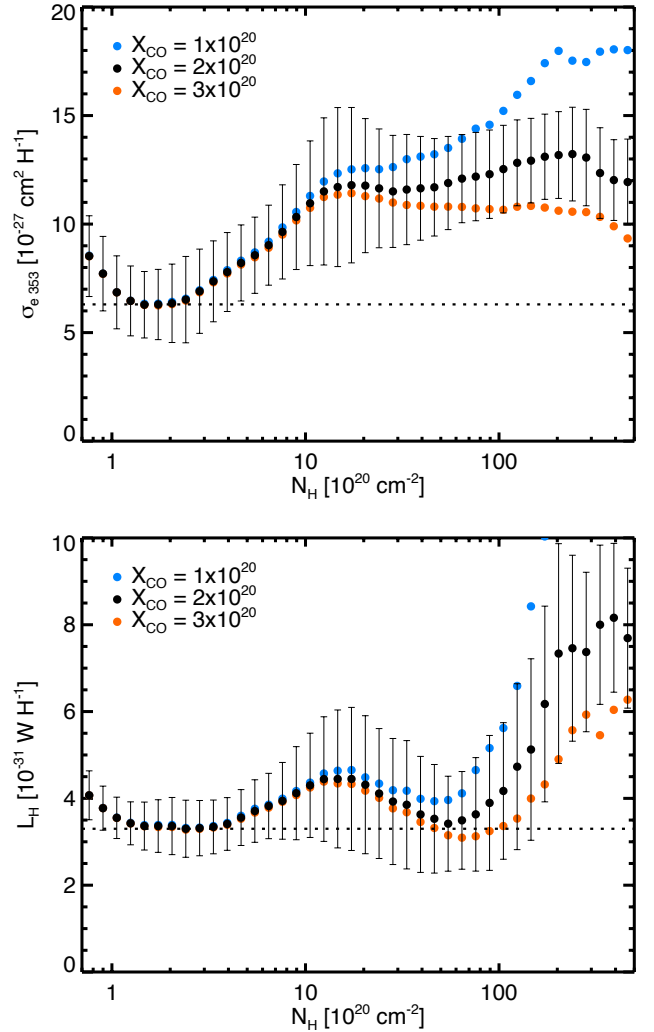 20
18
X_CO = 1x10^20
X_CO = 2x10^20
X_CO = 3x10^20
15
10
5
0
σ_e 353 [10^-27 cm^2 H^-1]
1
10
100
N_H [10^20 cm^-2]
10
X_CO = 1x10^20
X_CO = 2x10^20
X_CO = 3x10^20
8
6
4
2
0
L_H [10^-31 W H^-1]
1
10
100
N_H [10^20 cm^-2]